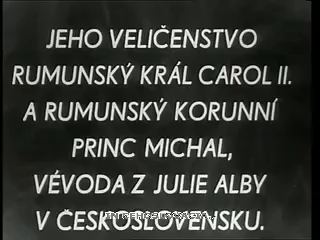 JEHO VELIČENSTVO
RUMUNSKÝ KRÁL CAROL II.
A RUMUNSKÝ KORUNNÍ
PRINC MICHAL,
VÉVODA Z JULIE ALBY
V ČESKOSLOVENSKU.